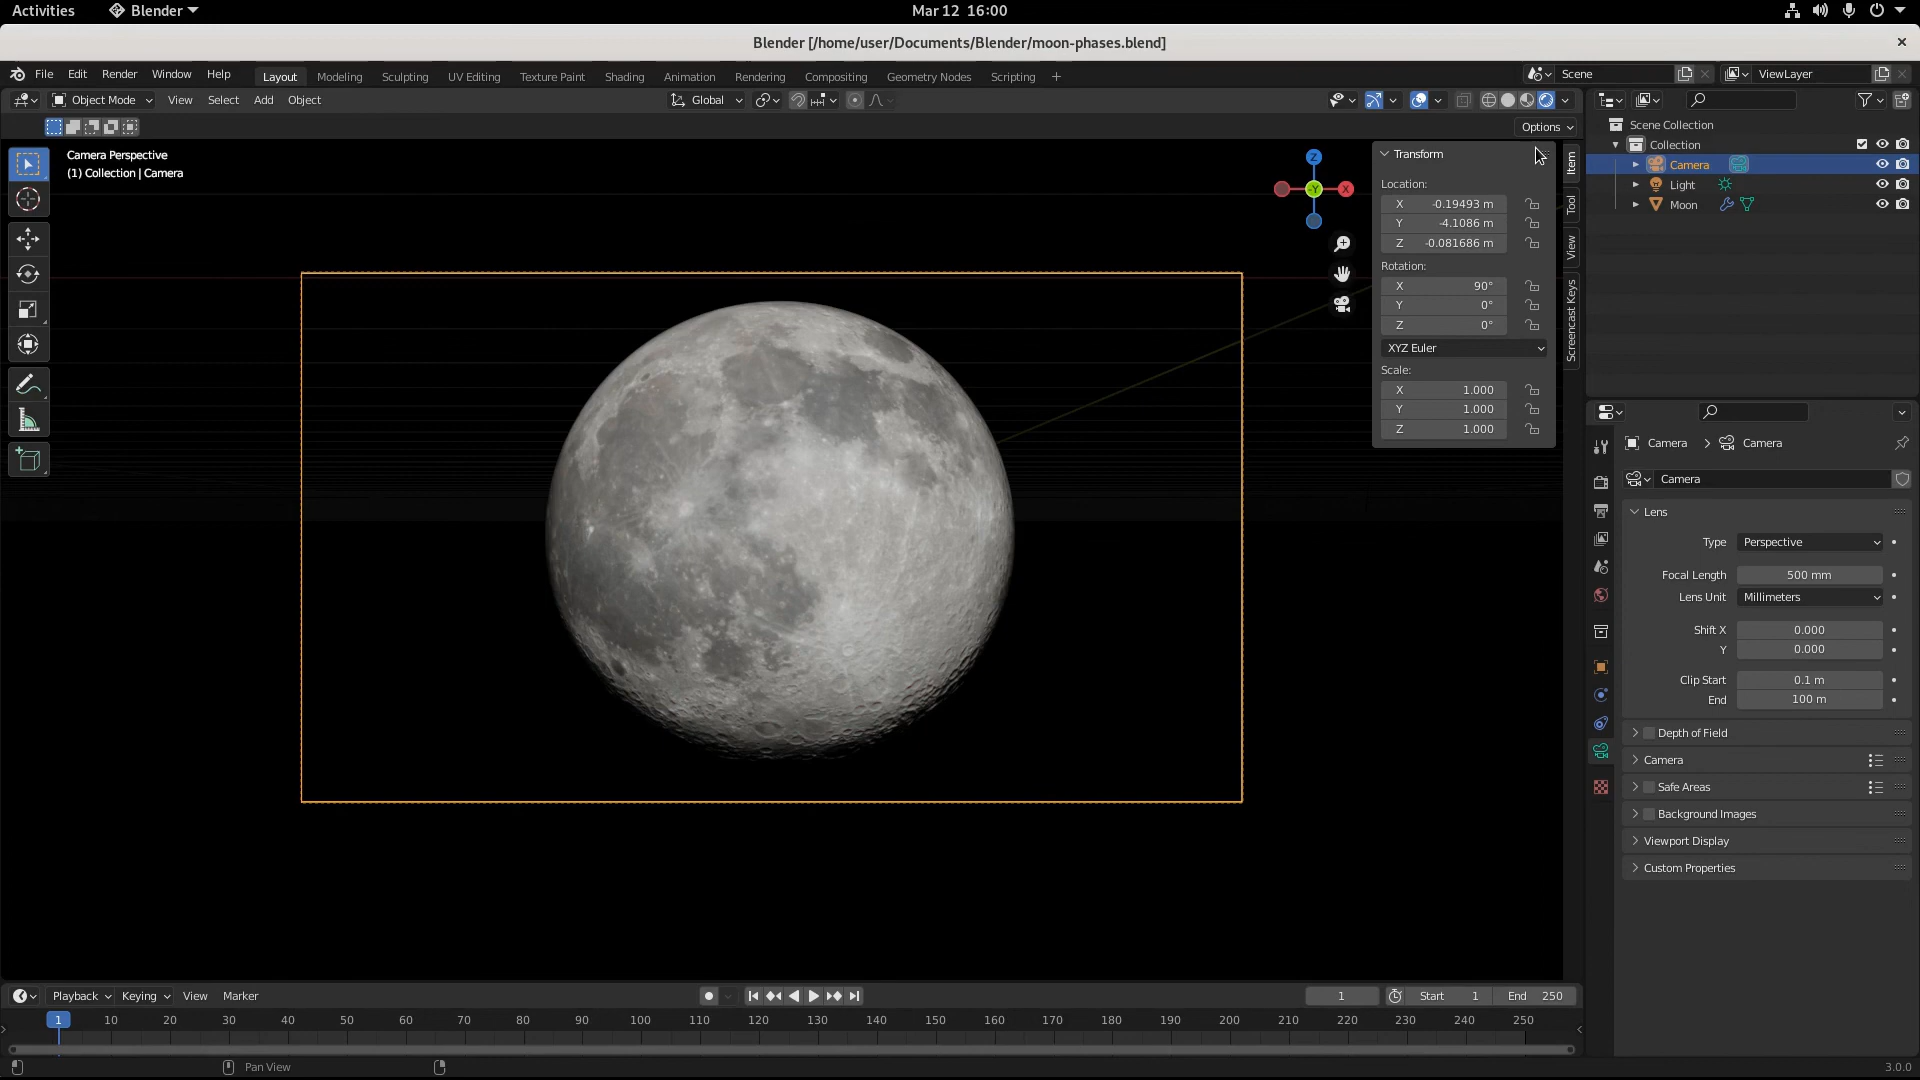 Activities Blender Mar 12 16:00
Blender [/home/user/Documents/Blender/moon-phases.blend]
File Edit Render Window Help Layout Modeling Sculpting UV Editing Texture Paint Shading Animation Rendering Compositing Geometry Nodes Scripting + Scene ViewLayer
Object Mode View Select Add Object Global
Options
Camera Perspective
(1) Collection | Camera
Z
-Y
X
Transform
Location:
X -0.19493 m
Y -4.1086 m
Z -0.081686 m
Rotation:
X 90°
Y 0°
Z 0°
XYZ Euler
Scale:
X 1.000
Y 1.000
Z 1.000
Item
Tool
View
Screencast Keys
Scene Collection
Collection
Camera
Light
Moon
Camera > Camera
Camera
Lens
Type Perspective
Focal Length 500 mm
Lens Unit Millimeters
Shift X 0.000
Y 0.000
Clip Start 0.1 m
End 100 m
Depth of Field
Camera
Safe Areas
Background Images
Viewport Display
Custom Properties
Playback Keying View Marker 1 Start 1 End 250
1 10 20 30 40 50 60 70 80 90 100 110 120 130 140 150 160 170 180 190 200 210 220 230 240 250
Pan View 3.0.0